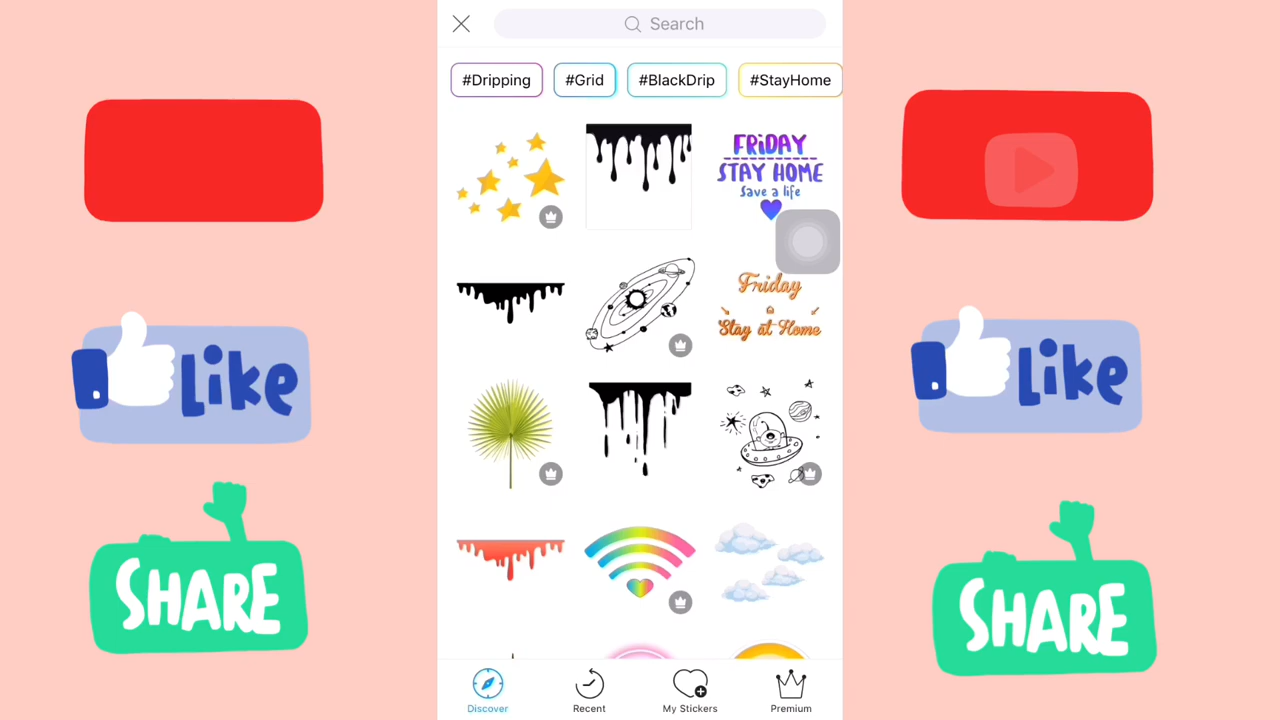 Search
#Dripping
#Grid
#BlackDrip
#StayHome
FRiDAY
STAY HOME
Save a life
Friday
Stay at Home
Like
SHARE
Like
SHARE
Discover
Recent
My Stickers
Premium